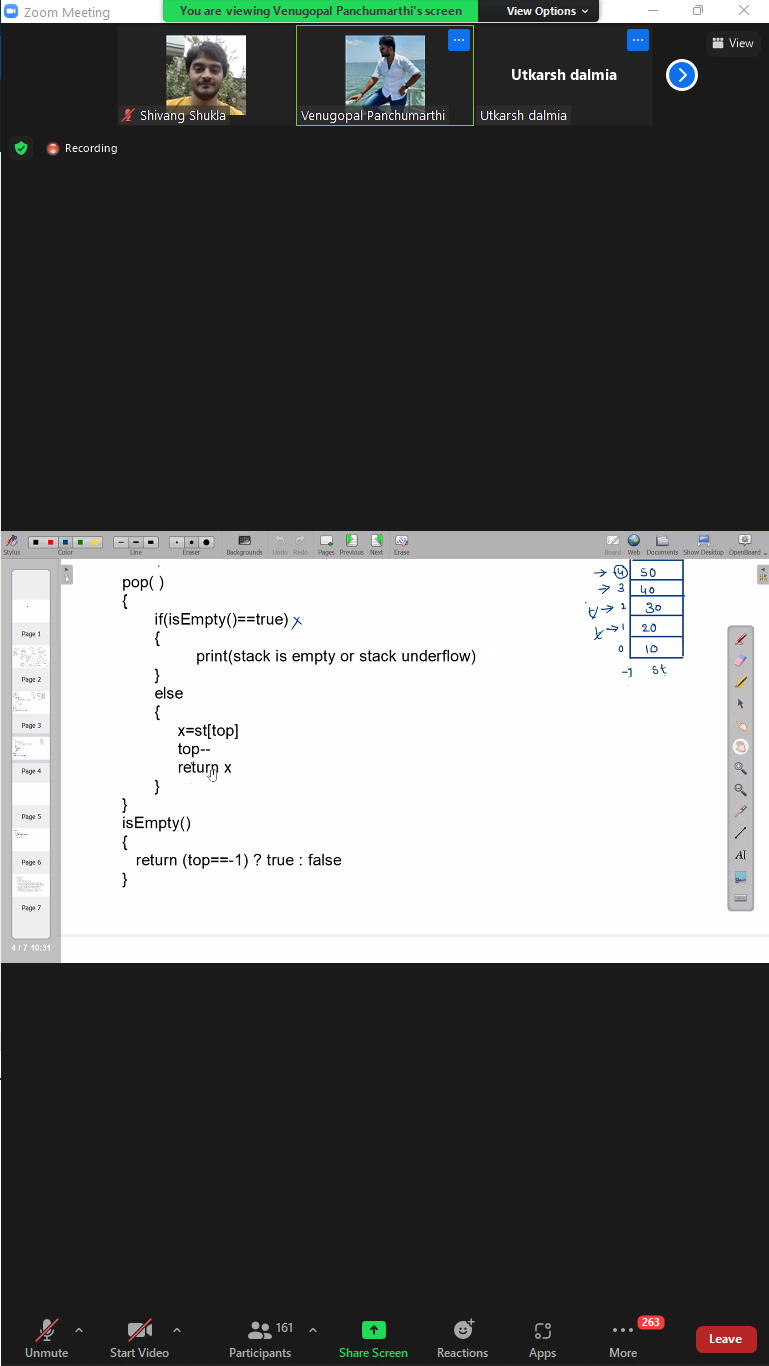 Zoom Meeting
You are viewing Venugopal Panchumarthi's screen
View Options
Utkarsh dalmia
View
Shivang Shukla
Venugopal Panchumarthi
Utkarsh dalmia
Recording
Stylus
Color
Line
Eraser
Backgrounds
Undo
Redo
Pages
Previous
Next
Erase
Board
Web
Documents
Show Desktop
OpenBoard
Page 1
Page 2
Page 3
Page 4
Page 5
Page 6
Page 7
4 / 7 10:31
pop( )
{
if(isEmpty()==true) x
{
print(stack is empty or stack underflow)
}
else
{
x=st[top]
top--
return x
}
}
isEmpty()
{
return (top==-1) ? true : false
}
→ 4 50
→ 3 40
→ 2 30
→ 1 20
0 10
-1 st
AI
Unmute
Start Video
161
Participants
Share Screen
Reactions
Apps
263
More
Leave